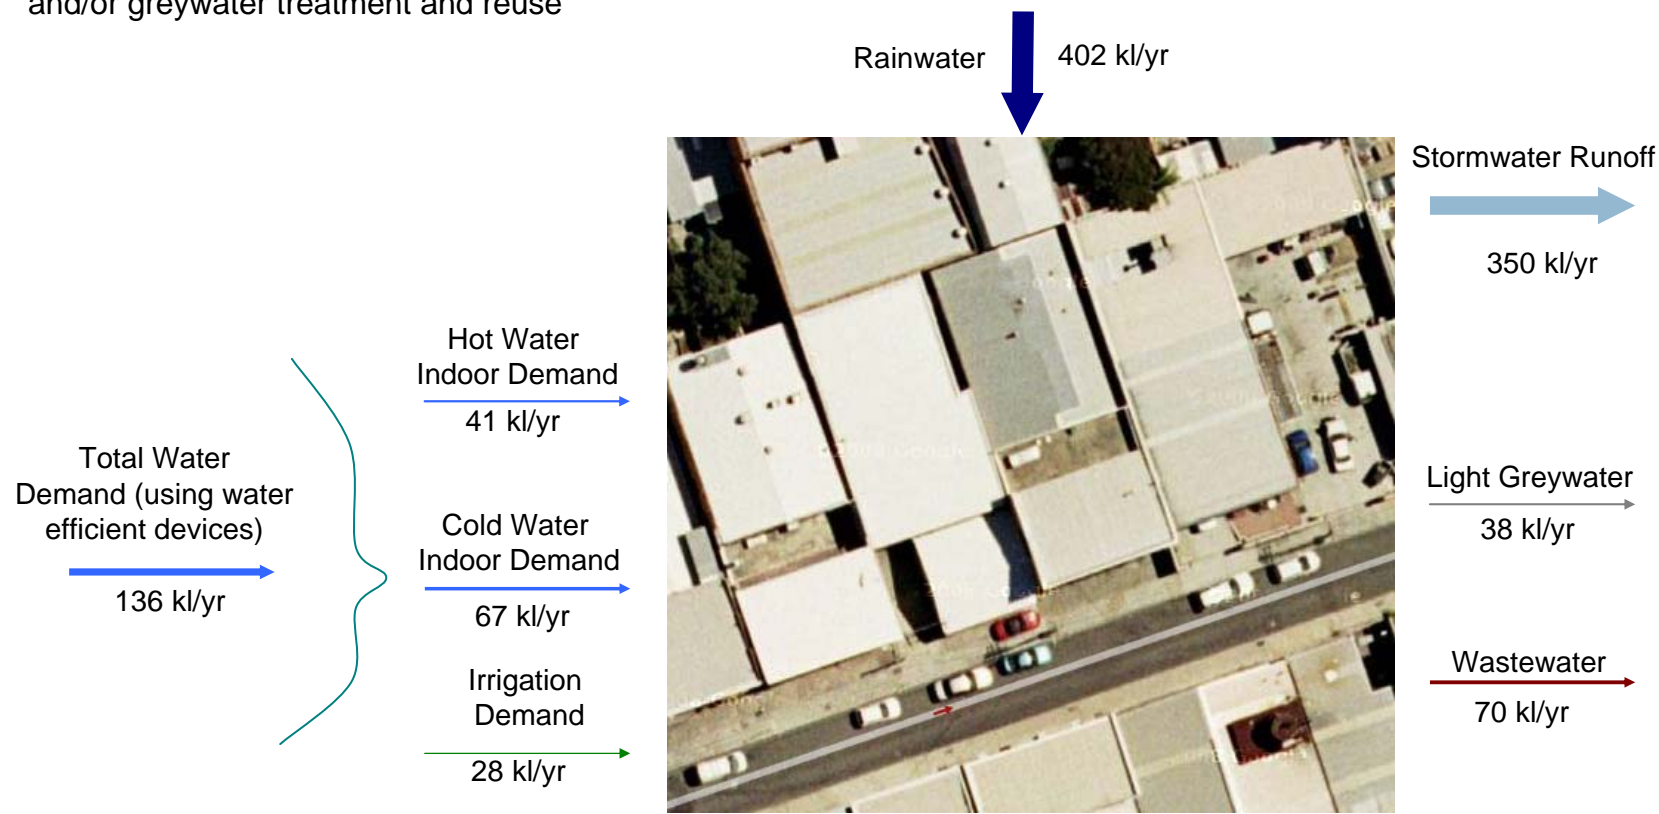 and/or greywater treatment and reuse
Rainwater
402 kl/yr
Stormwater Runoff
350 kl/yr
Hot Water
Indoor Demand
41 kl/yr
Total Water
Demand (using water
efficient devices)
136 kl/yr
Cold Water
Indoor Demand
67 kl/yr
Irrigation
Demand
28 kl/yr
Light Greywater
38 kl/yr
Wastewater
70 kl/yr